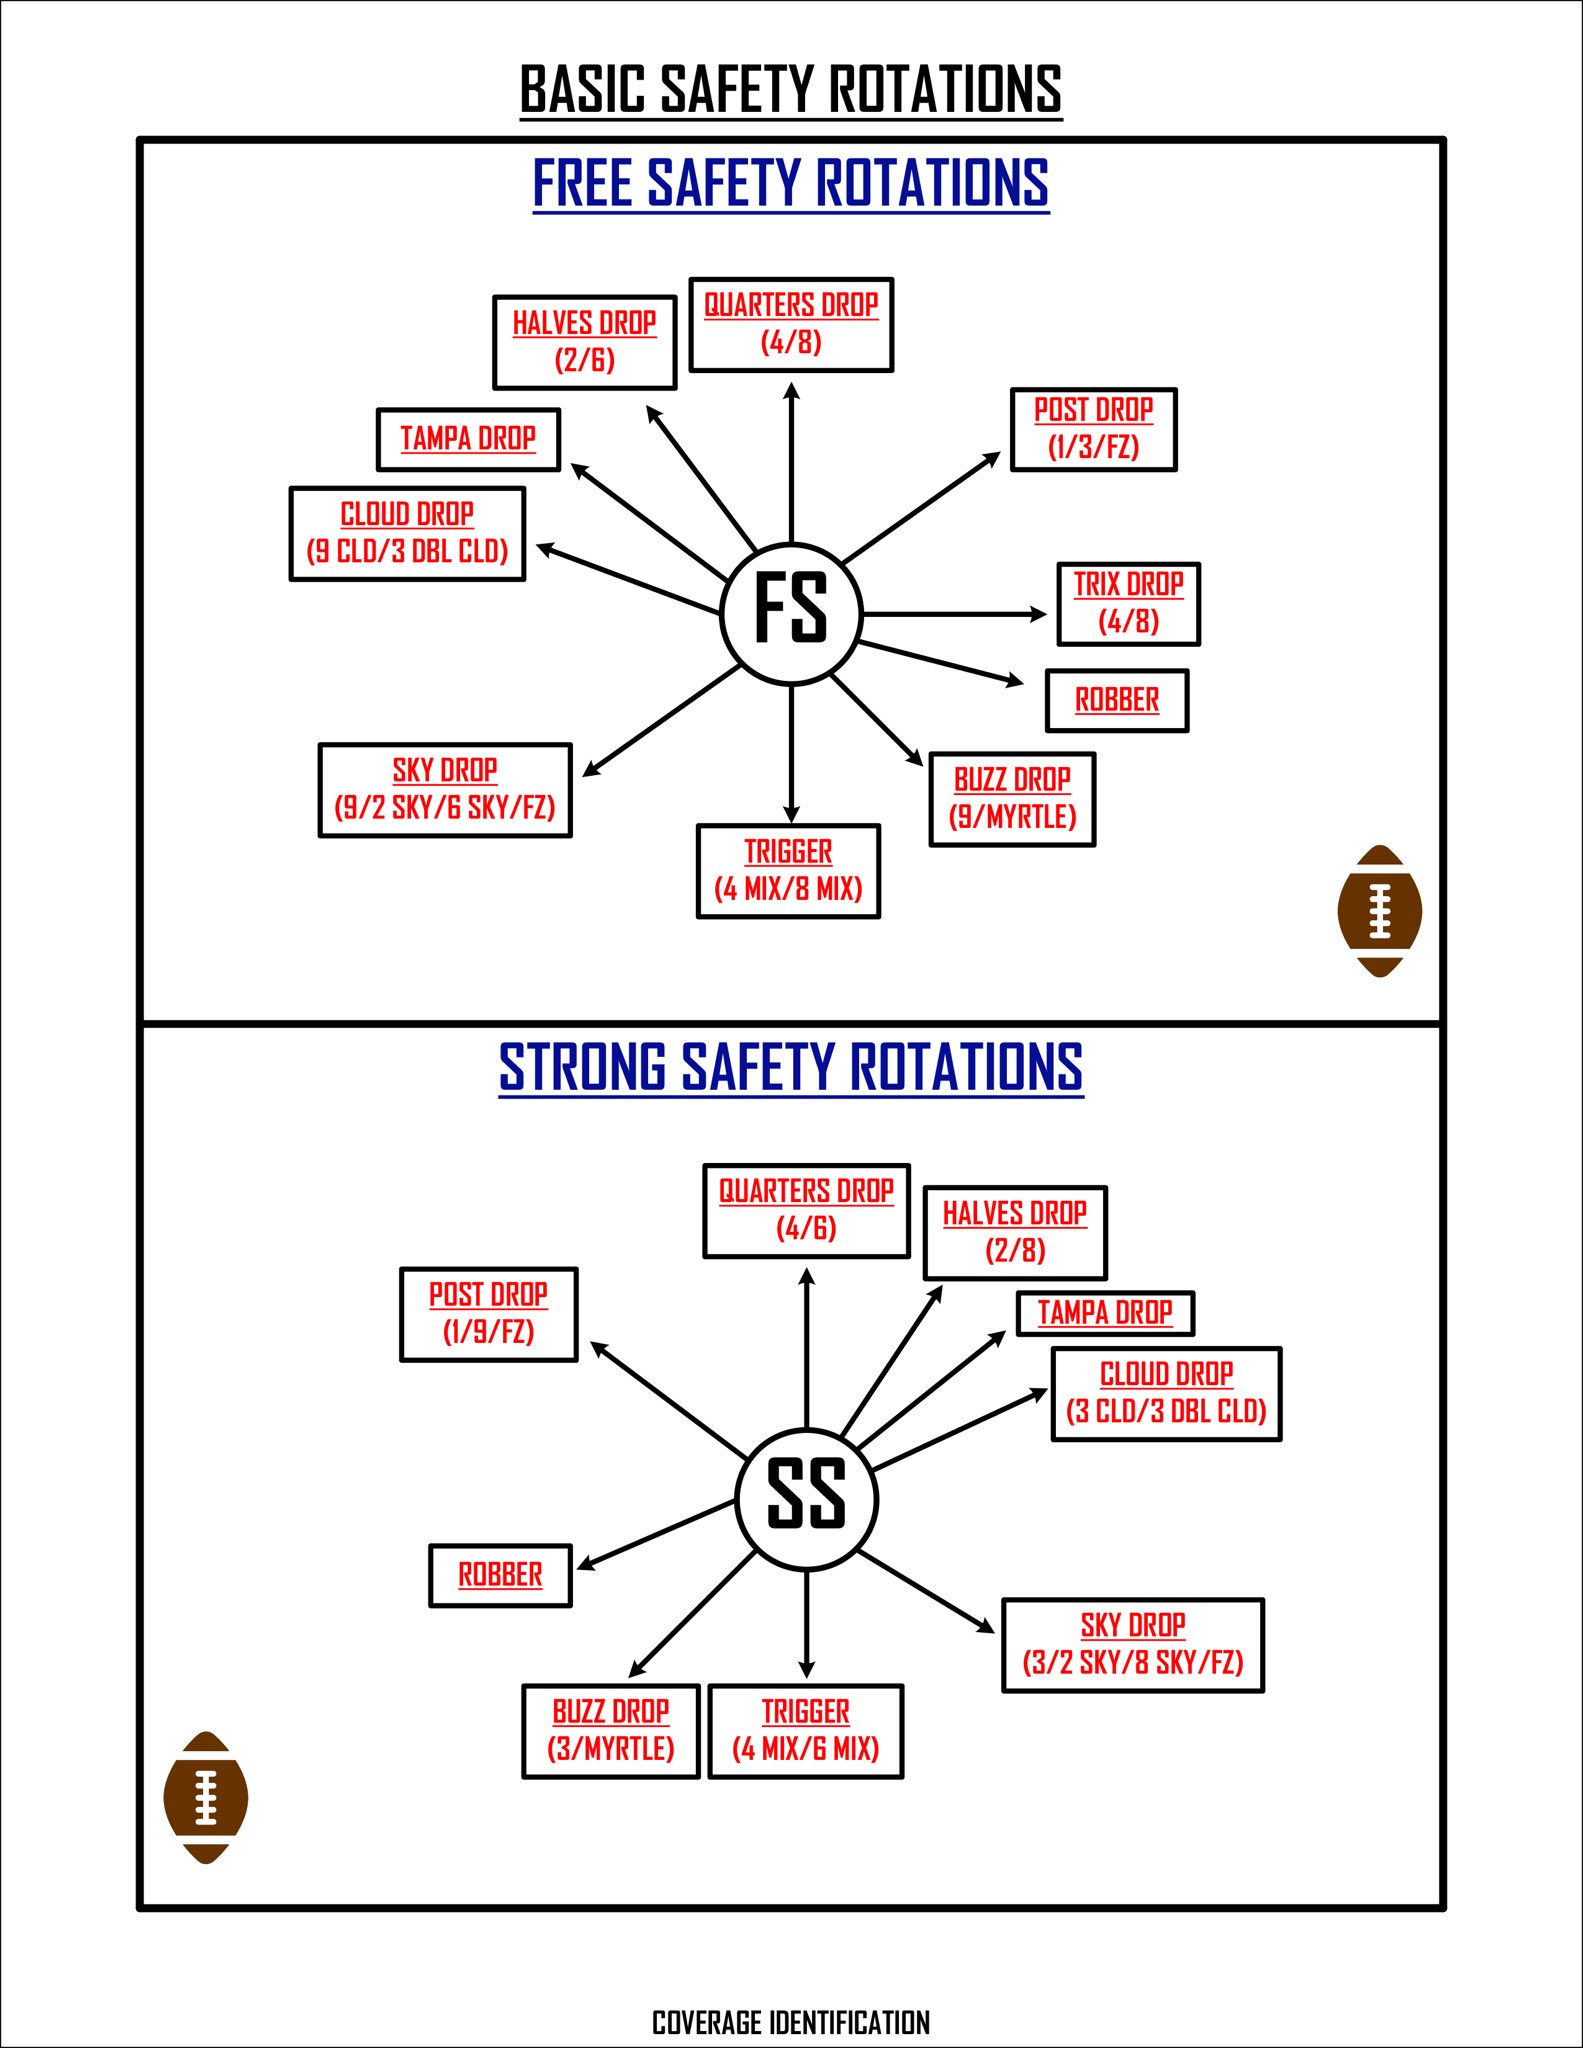 BASIC SAFETY ROTATIONS
FREE SAFETY ROTATIONS
QUARTERS DROP
(4/8)
HALVES DROP
(2/6)
POST DROP
(1/3/FZ)
TAMPA DROP
CLOUD DROP
(9 CLD/3 DBL CLD)
FS
TRIX DROP
(4/8)
ROBBER
SKY DROP
(9/2 SKY/6 SKY/FZ)
BUZZ DROP
(9/MYRTLE)
TRIGGER
(4 MIX/8 MIX)
STRONG SAFETY ROTATIONS
QUARTERS DROP
(4/6)
HALVES DROP
(2/8)
POST DROP
(1/9/FZ)
TAMPA DROP
CLOUD DROP
(3 CLD/3 DBL CLD)
SS
ROBBER
SKY DROP
(3/2 SKY/8 SKY/FZ)
BUZZ DROP
(3/MYRTLE)
TRIGGER
(4 MIX/6 MIX)
COVERAGE IDENTIFICATION